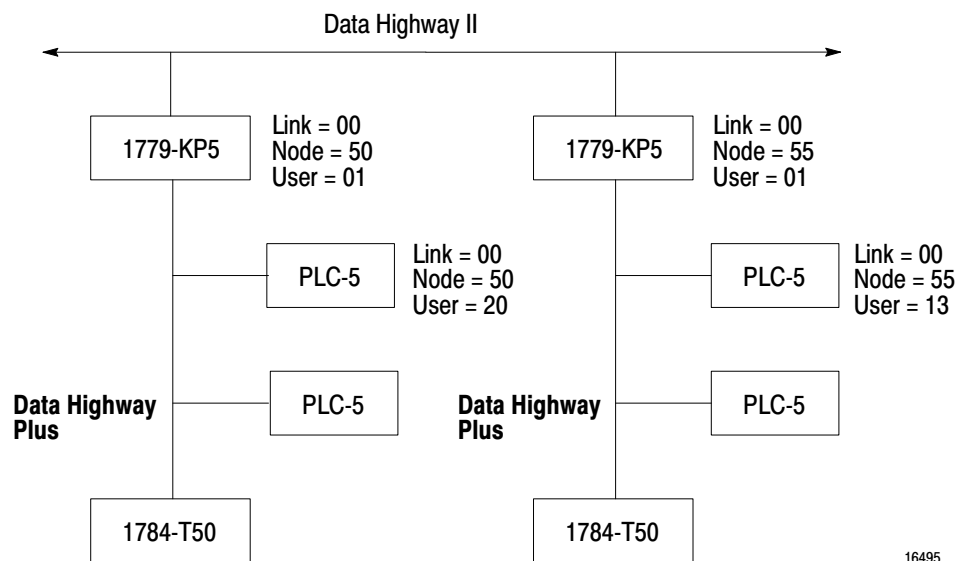 Data Highway II
1779-KP5
Link = 00
Node = 50
User = 01
1779-KP5
Link = 00
Node = 55
User = 01
PLC-5
Link = 00
Node = 50
User = 20
PLC-5
Link = 00
Node = 55
User = 13
Data Highway
Plus
PLC-5
Data Highway
Plus
PLC-5
1784-T50
1784-T50
16495